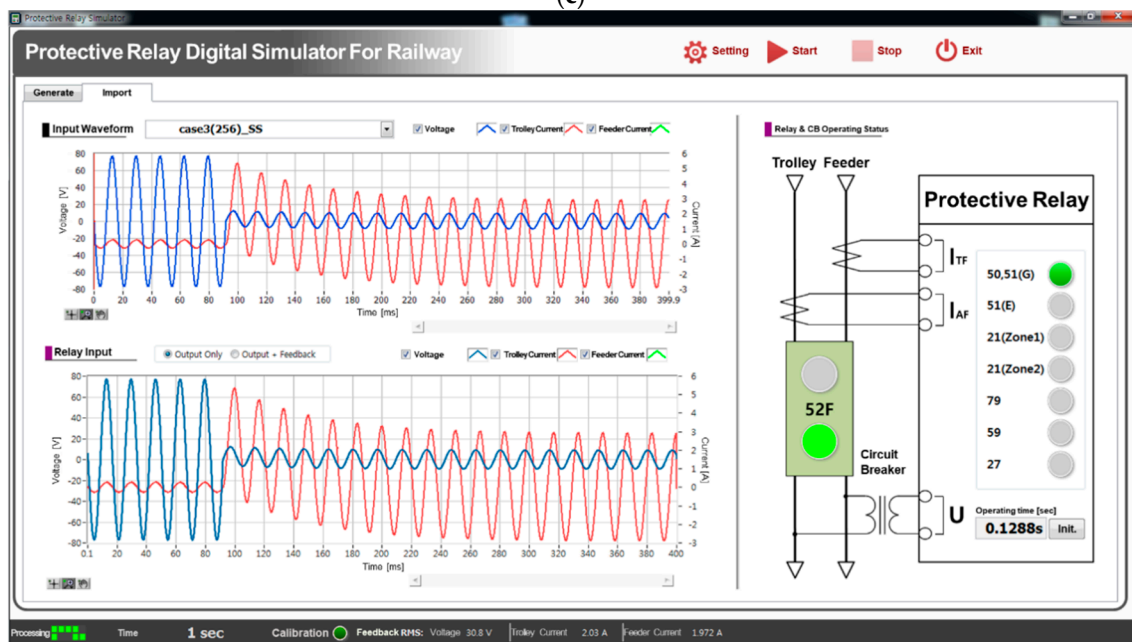 (c)
Protective Relay Simulator
Protective Relay Digital Simulator For Railway
Setting
Start
Stop
Exit
Generate
Import
Input Waveform
case3(256)_SS
Voltage
Trolley Current
Feeder Current
80
60
40
20
0
-20
-40
-60
-80
Voltage [V]
6
5
4
3
2
1
0
-1
-2
-3
Current [A]
0 20 40 60 80 100 120 140 160 180 200 220 240 260 280 300 320 340 360 380 399.9
Time [ms]
Relay Input
Output Only
Output + Feedback
Voltage
Trolley Current
Feeder Current
80
60
40
20
0
-20
-40
-60
-80
Voltage [V]
6
5
4
3
2
1
0
-1
-2
-3
Current [A]
0.1 20 40 60 80 100 120 140 160 180 200 220 240 260 280 300 320 340 360 380 400
Time [ms]
Relay & CB Operating Status
Trolley Feeder
Protective Relay
ITF
IAF
50,51(G)
51(E)
21(Zone1)
21(Zone2)
79
59
27
52F
Circuit
Breaker
U
Operating time [sec]
0.1288s
Init.
Processing
Time
1 sec
Calibration
Feedback RMS: Voltage 30.8 V
Trolley Current 2.03 A
Feeder Current 1.972 A